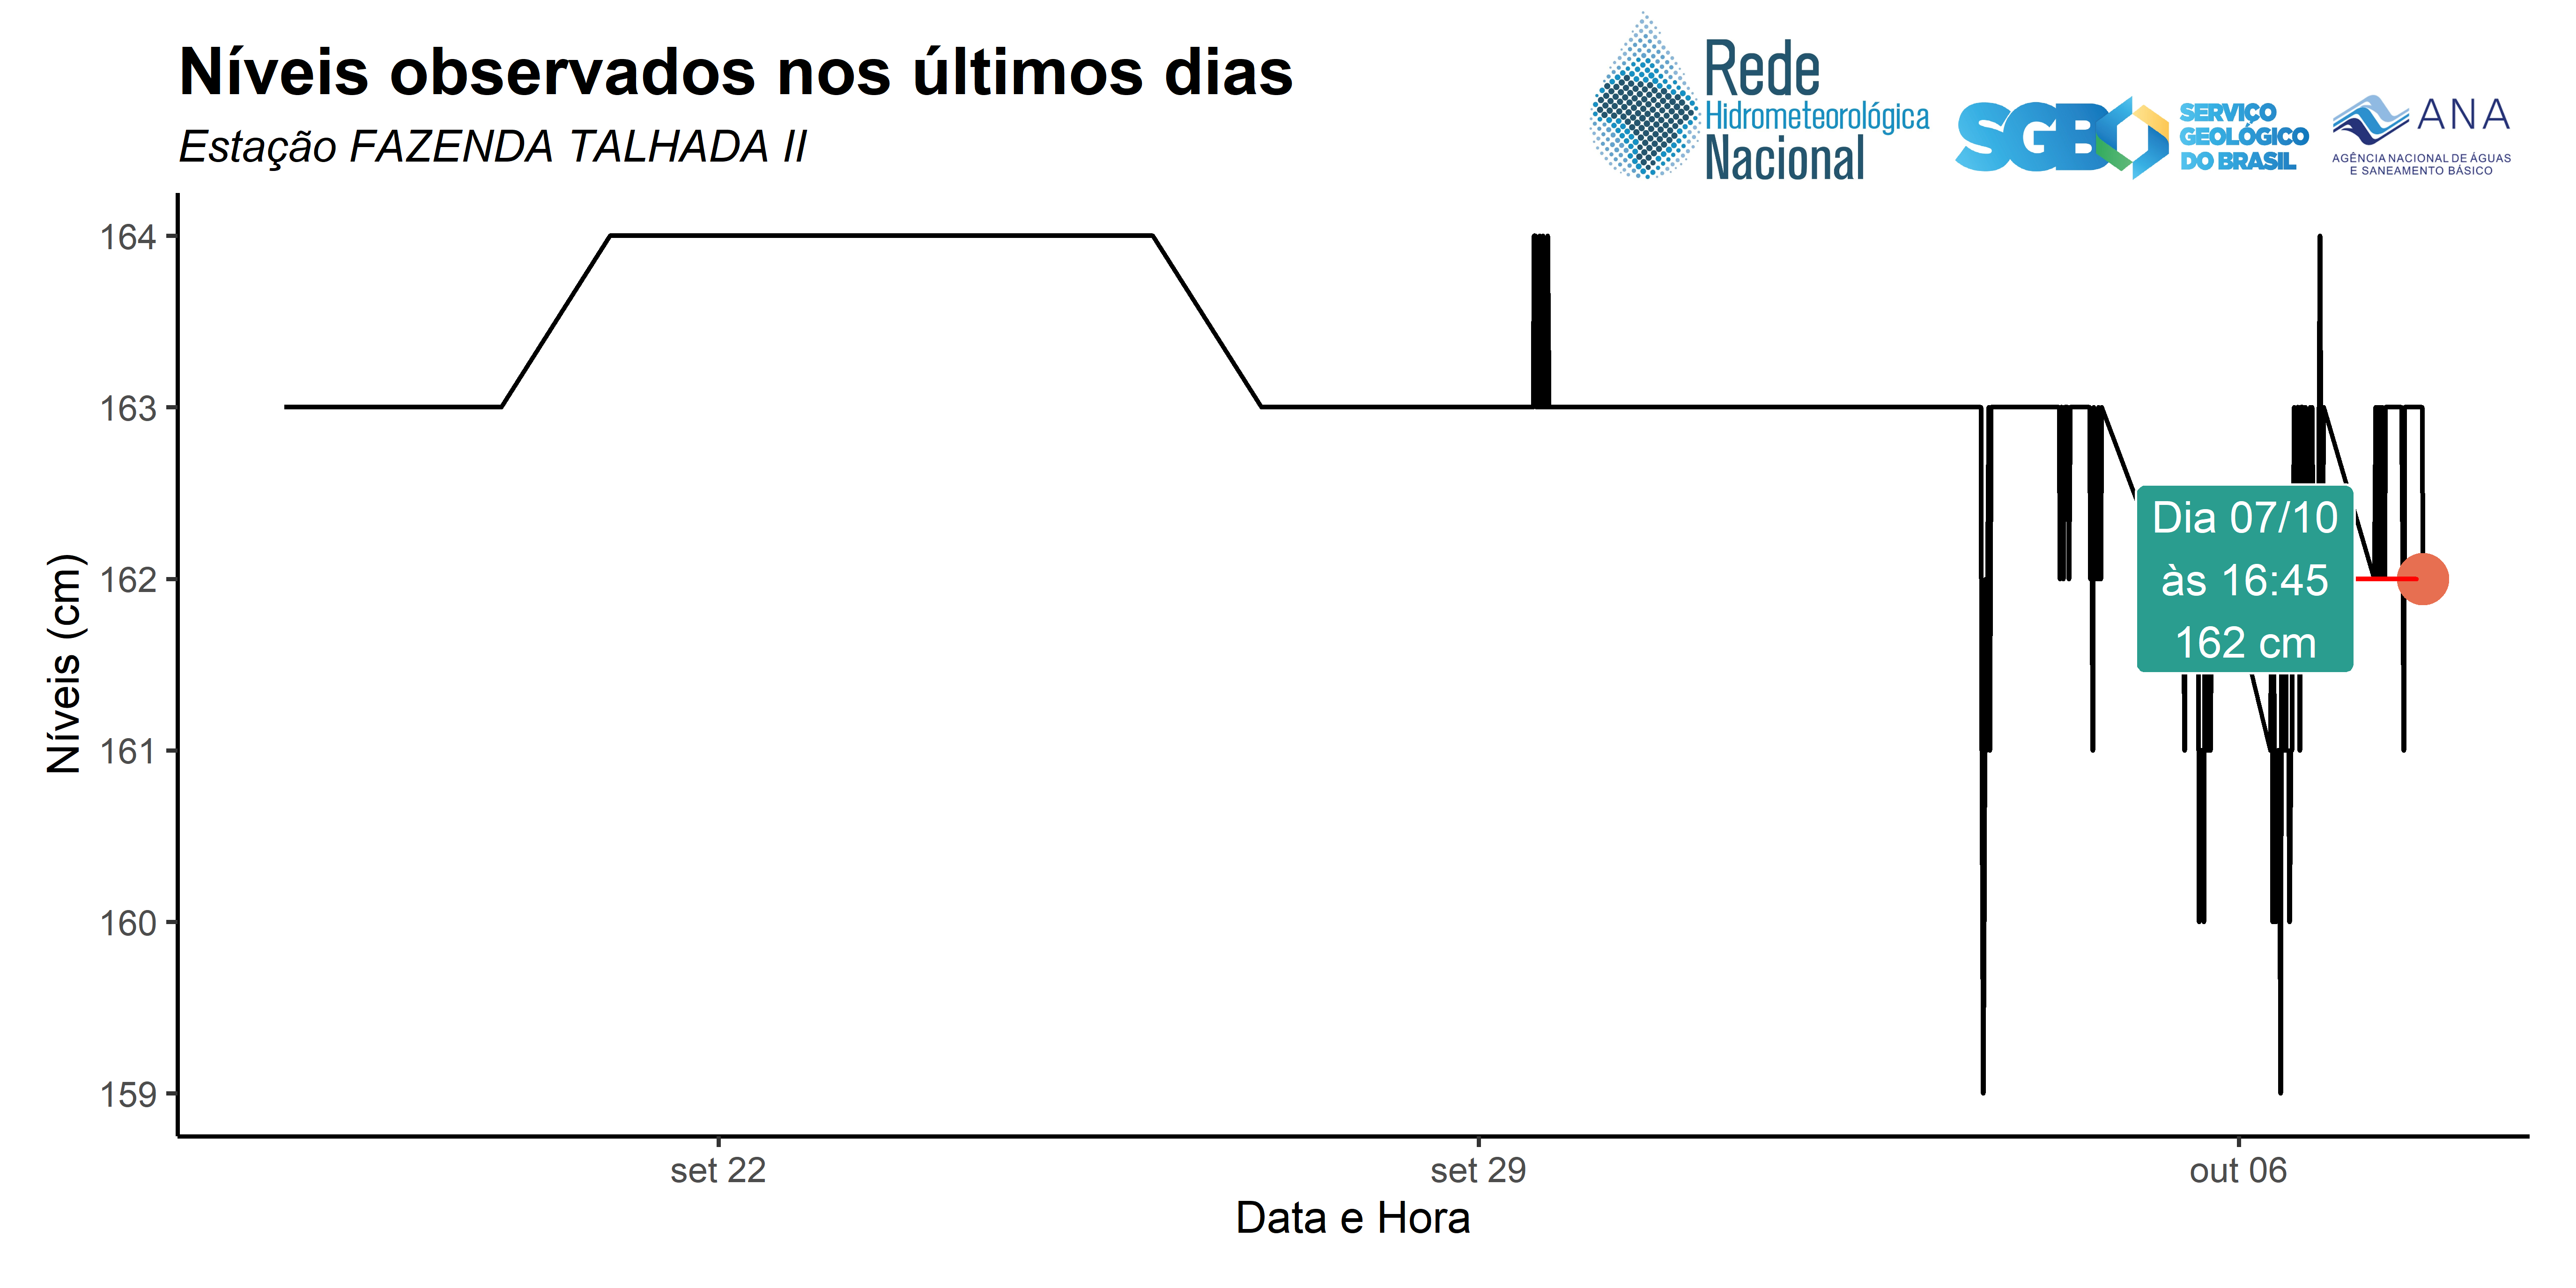 Níveis observados nos últimos dias
Estação FAZENDA TALHADA II
Rede
Hidrometeorológica
Nacional
SGB
SERVIÇO
GEOLÓGICO
DO BRASIL
ANA
AGÊNCIA NACIONAL DE ÁGUAS
E SANEAMENTO BÁSICO
164
163
162
161
160
159
Níveis (cm)
Dia 07/10
às 16:45
162 cm
set 22
set 29
out 06
Data e Hora